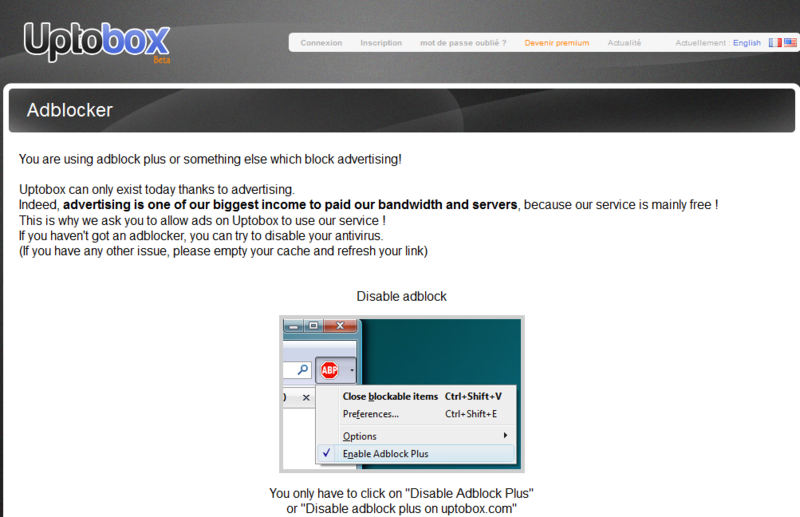 Uptobox
Beta
Connexion Inscription mot de passe oublié ? Devenir premium Actualité Actuellement : English
Adblocker
You are using adblock plus or something else which block advertising!
Uptobox can only exist today thanks to advertising.
Indeed, advertising is one of our biggest income to paid our bandwidth and servers, because our service is mainly free !
This is why we ask you to allow ads on Uptobox to use our service !
If you haven't got an adblocker, you can try to disable your antivirus.
(If you have any other issue, please empty your cache and refresh your link)
Disable adblock
ABP
Close blockable items Ctrl+Shift+V
Preferences... Ctrl+Shift+E
Options
Enable Adblock Plus
You only have to click on "Disable Adblock Plus"
or "Disable adblock plus on uptobox.com"